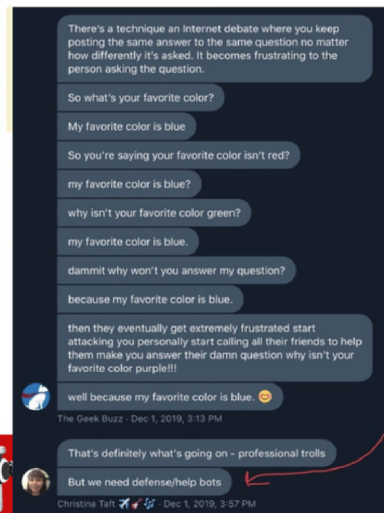 There's a technique an Internet debate where you keep
posting the same answer to the same question no matter
how differently it's asked. It becomes frustrating to the
person asking the question.
So what's your favorite color?
My favorite color is blue
So you're saying your favorite color isn't red?
my favorite color is blue?
why isn't your favorite color green?
my favorite color is blue.
dammit why won't you answer my question?
because my favorite color is blue.
then they eventually get extremely frustrated start
attacking you personally start calling all their friends to help
them make you answer their damn question why isn't your
favorite color purple!!!
well because my favorite color is blue. 😊
The Geek Buzz · Dec 1, 2019, 3:13 PM
That's definitely what's going on - professional trolls
But we need defense/help bots
Christina Taft ✈️🚀🎶 · Dec 1, 2019, 3:57 PM